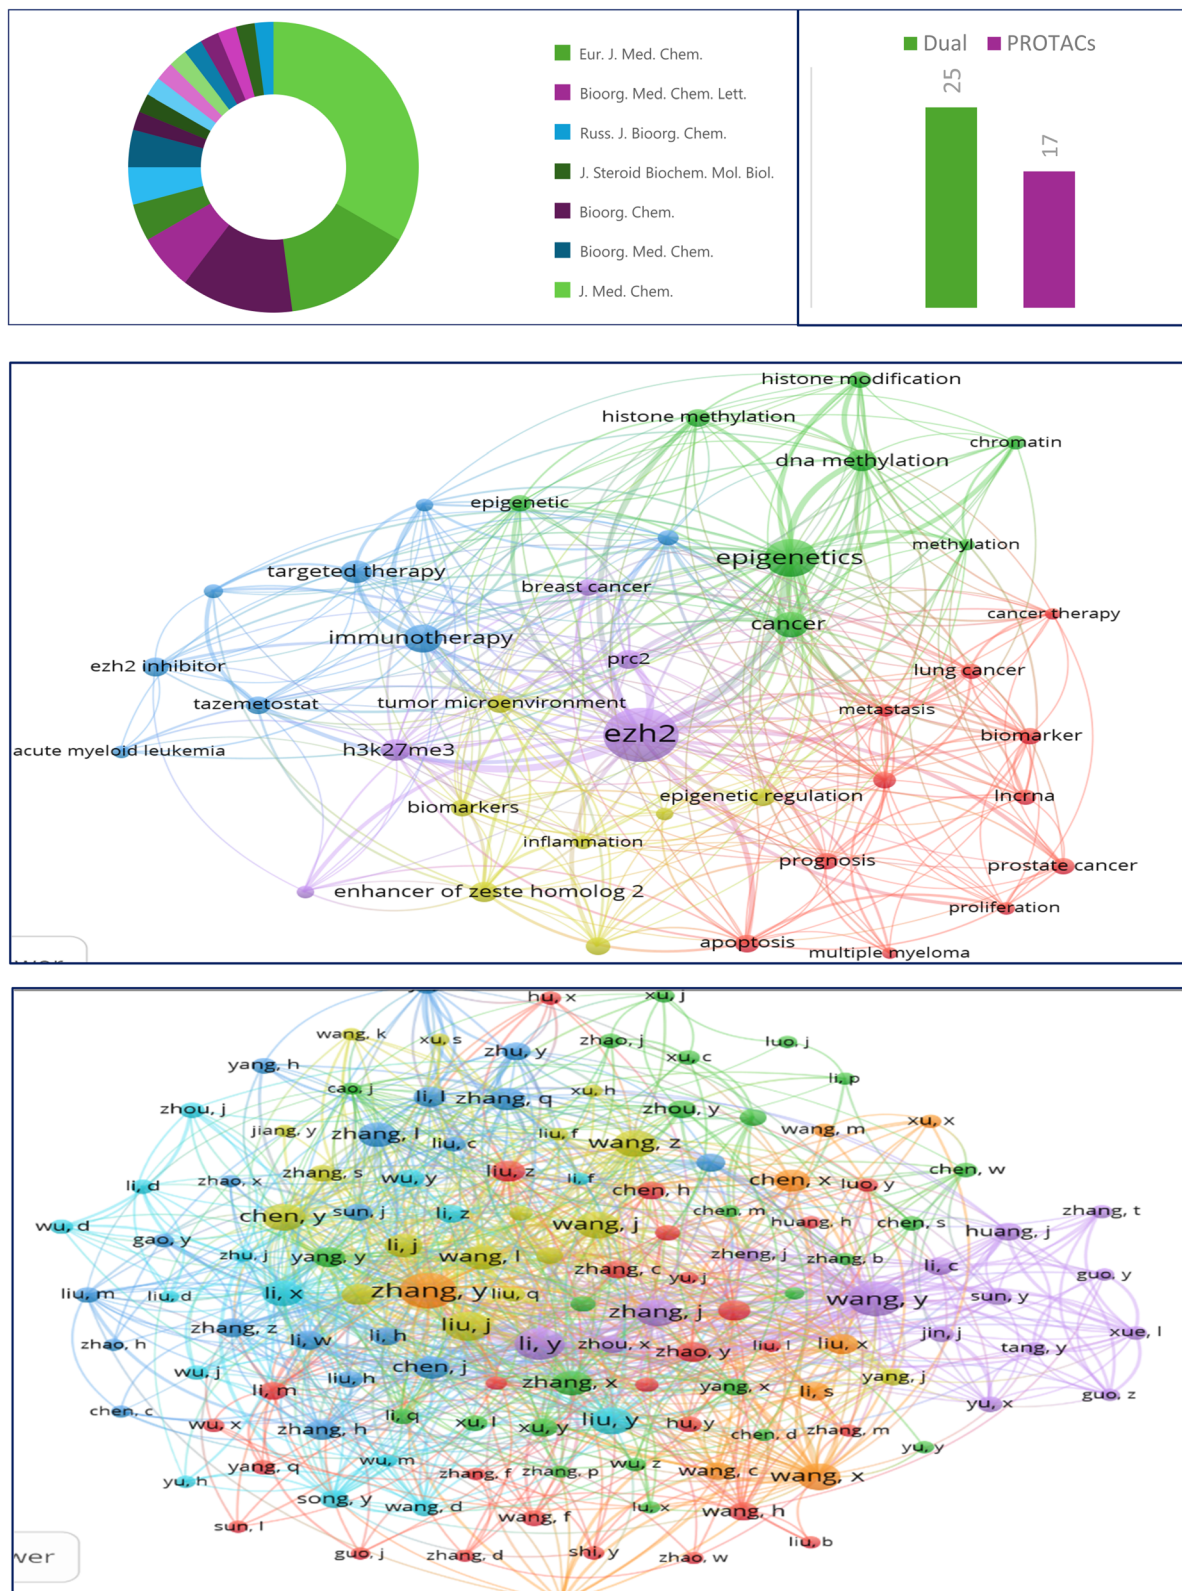 Eur. J. Med. Chem.
Bioorg. Med. Chem. Lett.
Russ. J. Bioorg. Chem.
J. Steroid Biochem. Mol. Biol.
Bioorg. Chem.
Bioorg. Med. Chem.
J. Med. Chem.
Dual PROTACs
25
17
histone modification
histone methylation
chromatin
dna methylation
epigenetic
methylation
epigenetics
targeted therapy
breast cancer
cancer therapy
cancer
immunotherapy
prc2
ezh2 inhibitor
lung cancer
tazemetostat
tumor microenvironment
metastasis
ezh2
biomarker
acute myeloid leukemia
h3k27me3
epigenetic regulation
lncrna
biomarkers
inflammation
prognosis
prostate cancer
enhancer of zeste homolog 2
proliferation
apoptosis
multiple myeloma
hu, x
xu, j
wang, k
xu, s
zhao, j
luo, j
zhu, y
xu, c
yang, h
li, p
cao, j
li, l
zhang, q
xu, h
zhou, j
zhou, y
xu, x
jiang, y
zhang, l
liu, c
liu, f
wang, z
wang, m
zhang, s
zhao, x
wu, y
liu, z
li, f
chen, h
chen, x
luo, y
chen, w
li, d
wu, d
chen, y
sun, j
li, z
wang, j
chen, m
huang, h
chen, s
huang, j
zhang, t
gao, y
zhu, j
yang, y
li, j
wang, l
zhang, c
yu, j
zheng, j
zhang, b
li, c
guo, y
liu, m
liu, d
li, x
zhang, y
liu, q
zhang, j
wang, y
sun, y
zhao, h
zhang, z
li, w
li, h
liu, j
li, y
zhou, x
zhao, y
liu, l
liu, x
jin, j
tang, y
xue, l
wu, j
li, m
liu, h
chen, j
zhang, x
yang, x
li, s
yang, j
yu, x
guo, z
chen, c
wu, x
zhang, h
li, q
xu, l
xu, y
liu, y
hu, y
chen, d
zhang, m
yu, y
yu, h
yang, q
wu, m
zhang, f
zhang, p
wu, z
wang, c
wang, x
sun, l
song, y
wang, d
wang, f
lu, x
wang, h
liu, b
guo, j
zhang, d
shi, y
zhao, w
wer